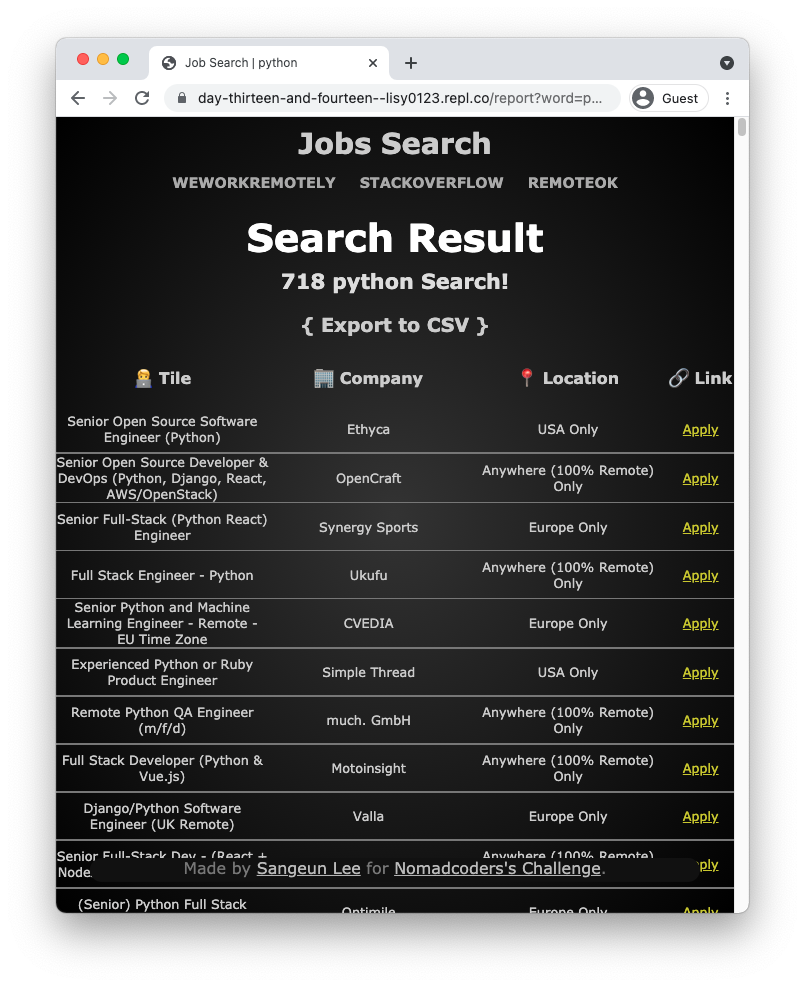 Job Search | python
day-thirteen-and-fourteen--lisy0123.repl.co/report?word=p...
Guest
Jobs Search
WEWORKREMOTELY STACKOVERFLOW REMOTEOK
Search Result
718 python Search!
{ Export to CSV }
Tile Company Location Link
Senior Open Source Software
Engineer (Python)
Ethyca
USA Only
Apply
Senior Open Source Developer &
DevOps (Python, Django, React,
AWS/OpenStack)
OpenCraft
Anywhere (100% Remote)
Only
Apply
Senior Full-Stack (Python React)
Engineer
Synergy Sports
Europe Only
Apply
Full Stack Engineer - Python
Ukufu
Anywhere (100% Remote)
Only
Apply
Senior Python and Machine
Learning Engineer - Remote -
EU Time Zone
CVEDIA
Europe Only
Apply
Experienced Python or Ruby
Product Engineer
Simple Thread
USA Only
Apply
Remote Python QA Engineer
(m/f/d)
much. GmbH
Anywhere (100% Remote)
Only
Apply
Full Stack Developer (Python &
Vue.js)
Motoinsight
Anywhere (100% Remote)
Only
Apply
Django/Python Software
Engineer (UK Remote)
Valla
Europe Only
Apply
Senior Full-Stack Dev - (React +
Node
Anywhere (100% Remote)
pply
Made by Sangeun Lee for Nomadcoders's Challenge.
(Senior) Python Full Stack
Optimile
Europe Only
Apply